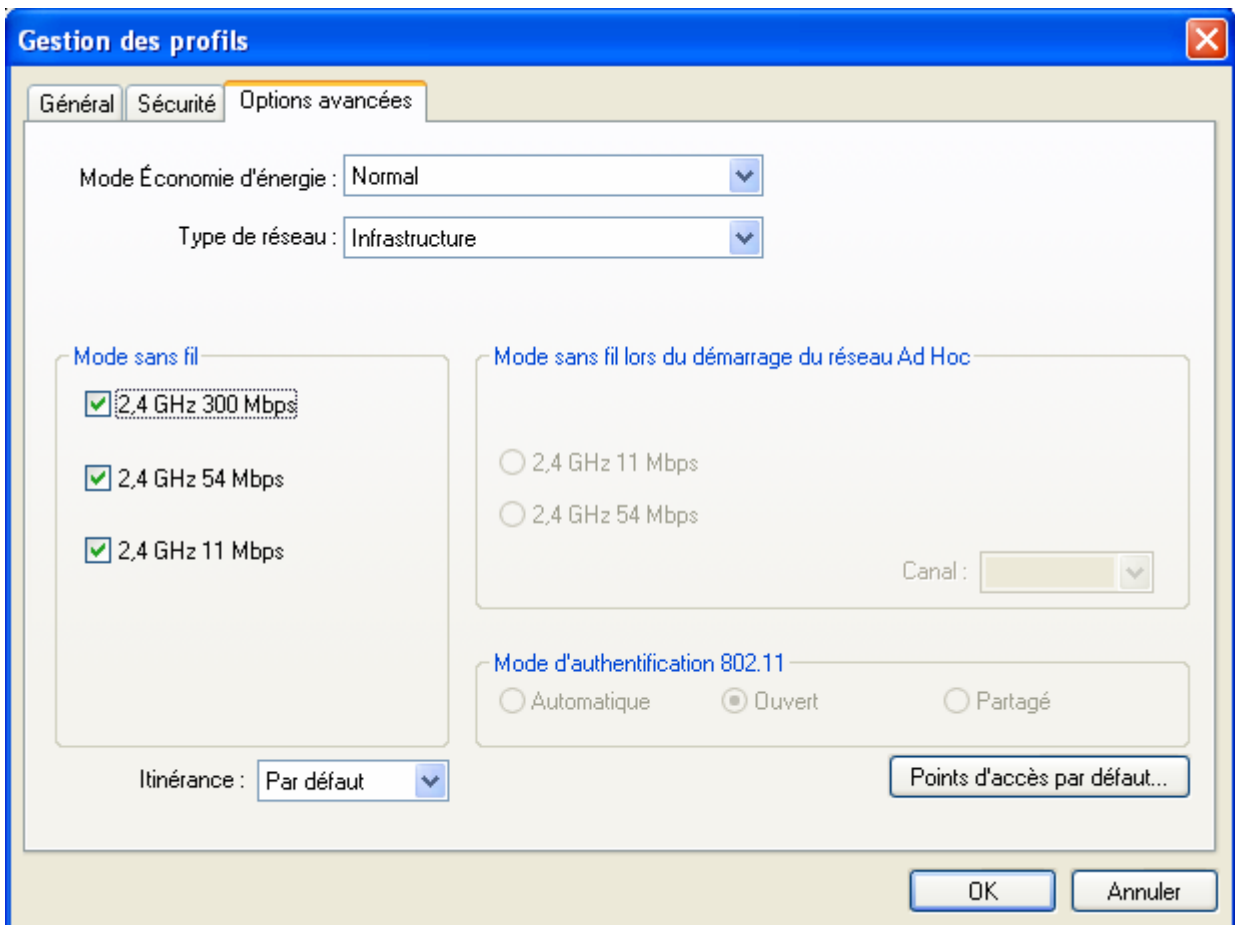 Gestion des profils
Général Sécurité Options avancées
Mode Économie d'énergie : Normal
Type de réseau : Infrastructure
Mode sans fil
2,4 GHz 300 Mbps
2,4 GHz 54 Mbps
2,4 GHz 11 Mbps
Mode sans fil lors du démarrage du réseau Ad Hoc
2,4 GHz 11 Mbps
2,4 GHz 54 Mbps
Canal :
Mode d'authentification 802.11
Automatique Ouvert Partagé
Itinérance : Par défaut
Points d'accès par défaut...
OK Annuler